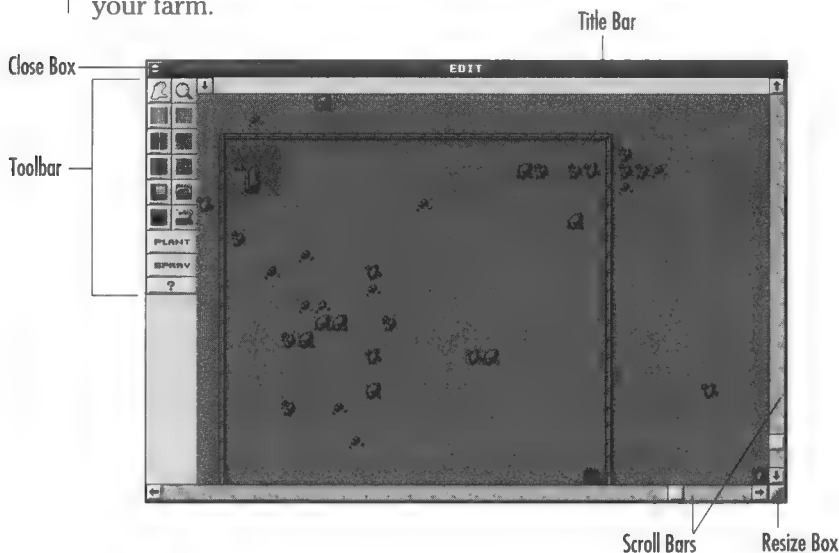 your farm.
Title Bar
Close Box
EDIT
Toolbar
PLANT
SPRAY
?
Scroll Bars
Resize Box